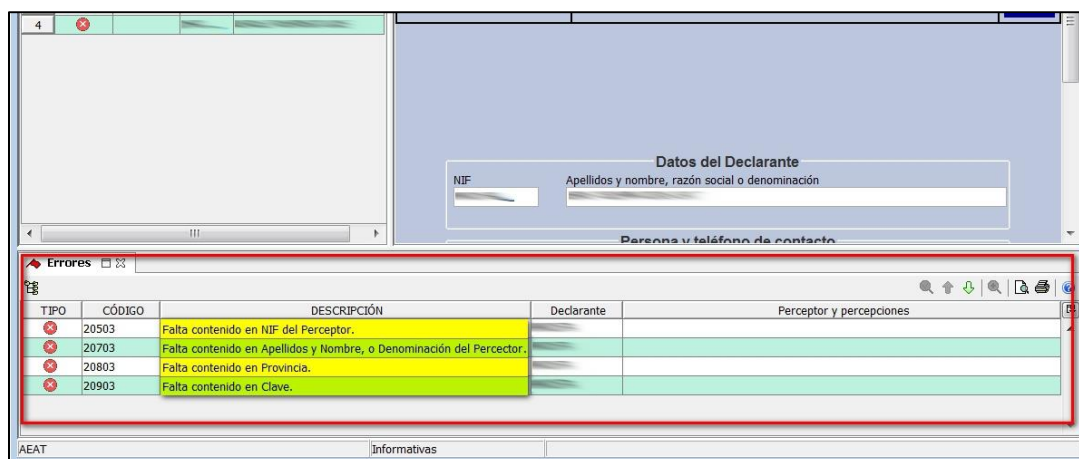 4
Datos del Declarante
NIF
Apellidos y nombre, razón social o denominación
Persona y teléfono de contacto
Errores
TIPO CÓDIGO DESCRIPCIÓN Declarante Perceptor y percepciones
20503 Falta contenido en NIF del Perceptor.
20703 Falta contenido en Apellidos y Nombre, o Denominación del Percector.
20803 Falta contenido en Provincia.
20903 Falta contenido en Clave.
AEAT Informativas